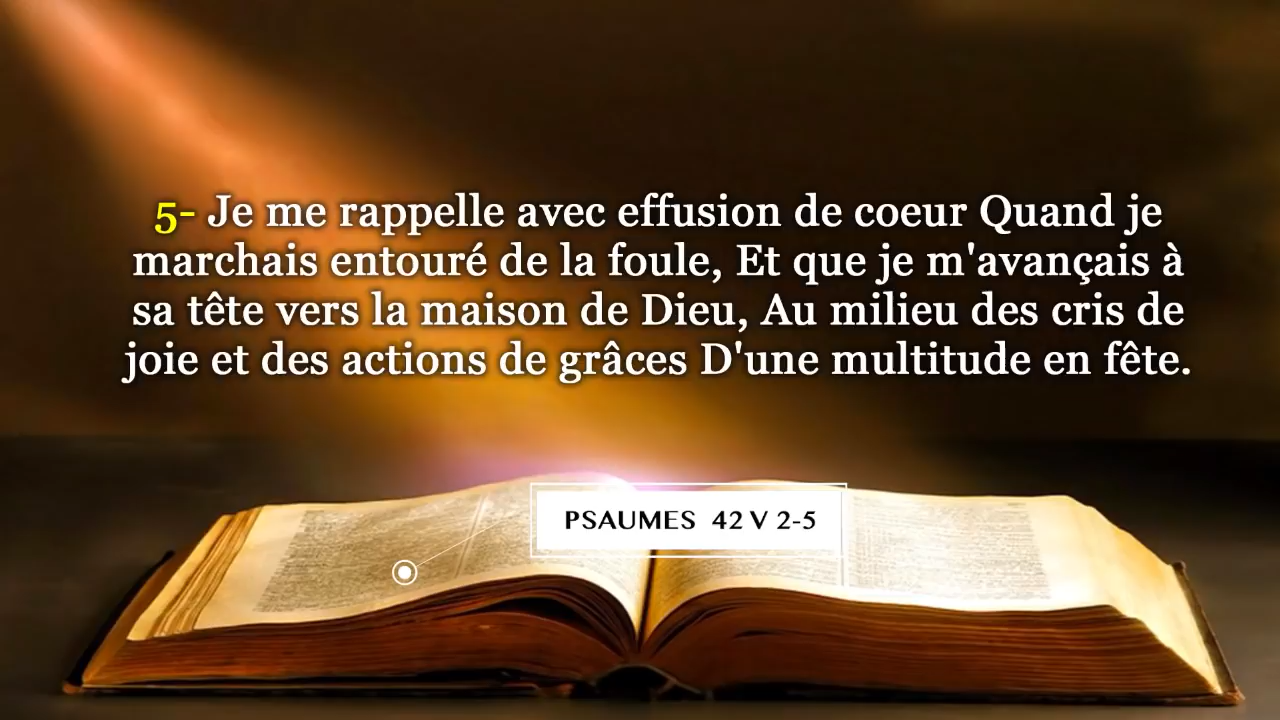 5- Je me rappelle avec effusion de coeur Quand je
marchais entouré de la foule, Et que je m'avançais à
sa tête vers la maison de Dieu, Au milieu des cris de
joie et des actions de grâces D'une multitude en fête.
PSAUMES 42 V 2-5